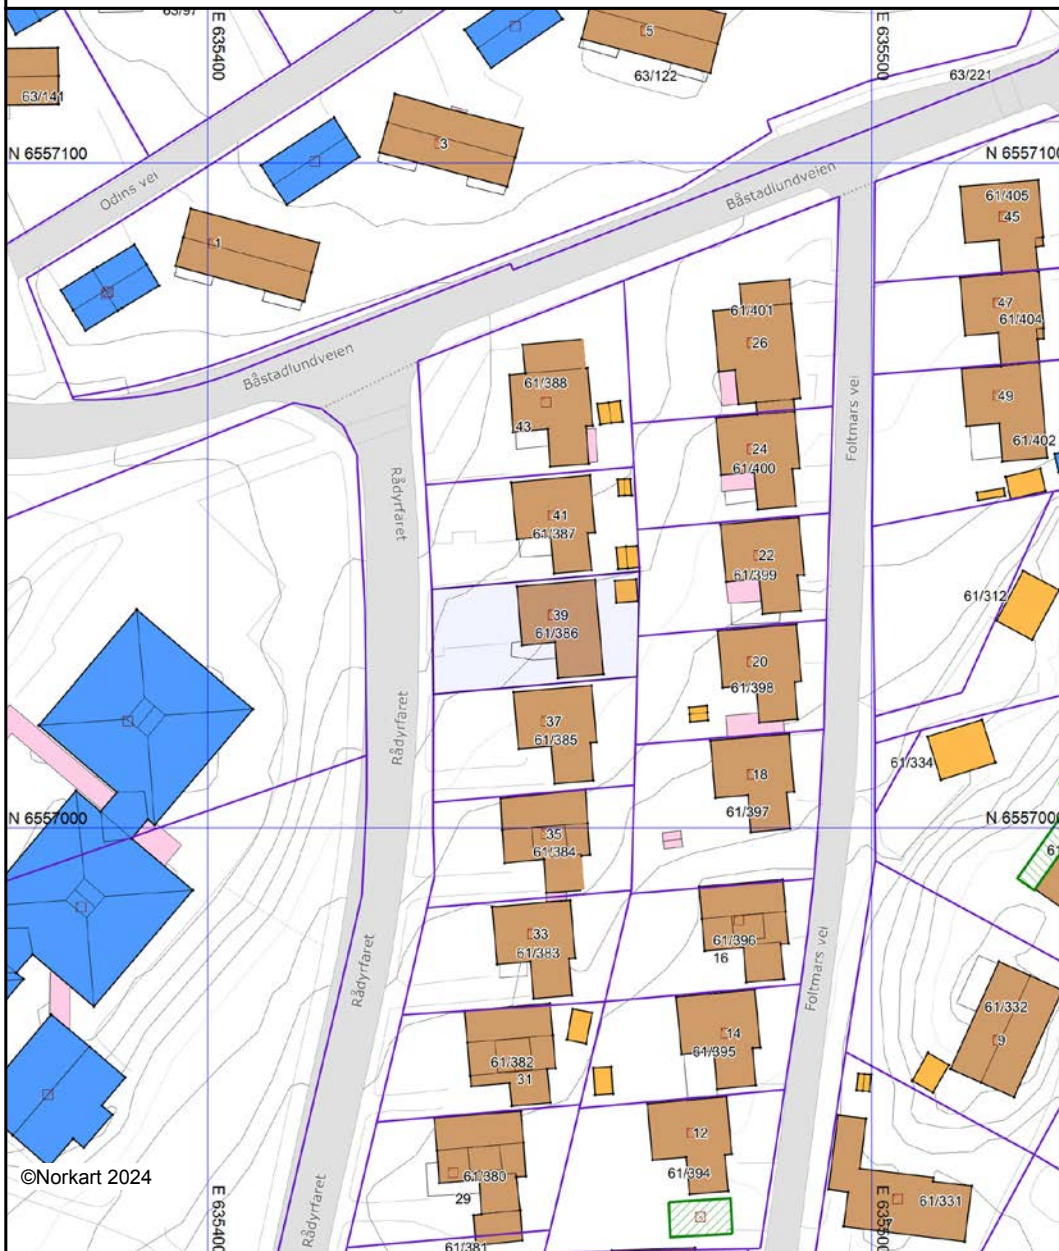 63/97
E 635400
E 635500
5
63/141
63/122
63/221
N 6557100
3
N 6557100
Odins vei
Båstadlundveien
61/405
45
1
47
61/404
61/401
26
Båstadlundveien
61/388
43
Foltmars vei
49
61/402
24
61/400
Rådyrfaret
41
61/387
22
61/399
61/312
39
61/386
20
61/398
37
61/385
Rådyrfaret
61/334
18
61/397
N 6557000
N 6557000
35
61/384
33
61/383
61/396
16
Rådyrfaret
Foltmars vei
61/332
9
14
61/395
61/382
31
12
61/394
©Norkart 2024
61/380
29
Rådyrfaret
E 635400
E 635500
61/331
7
61/381